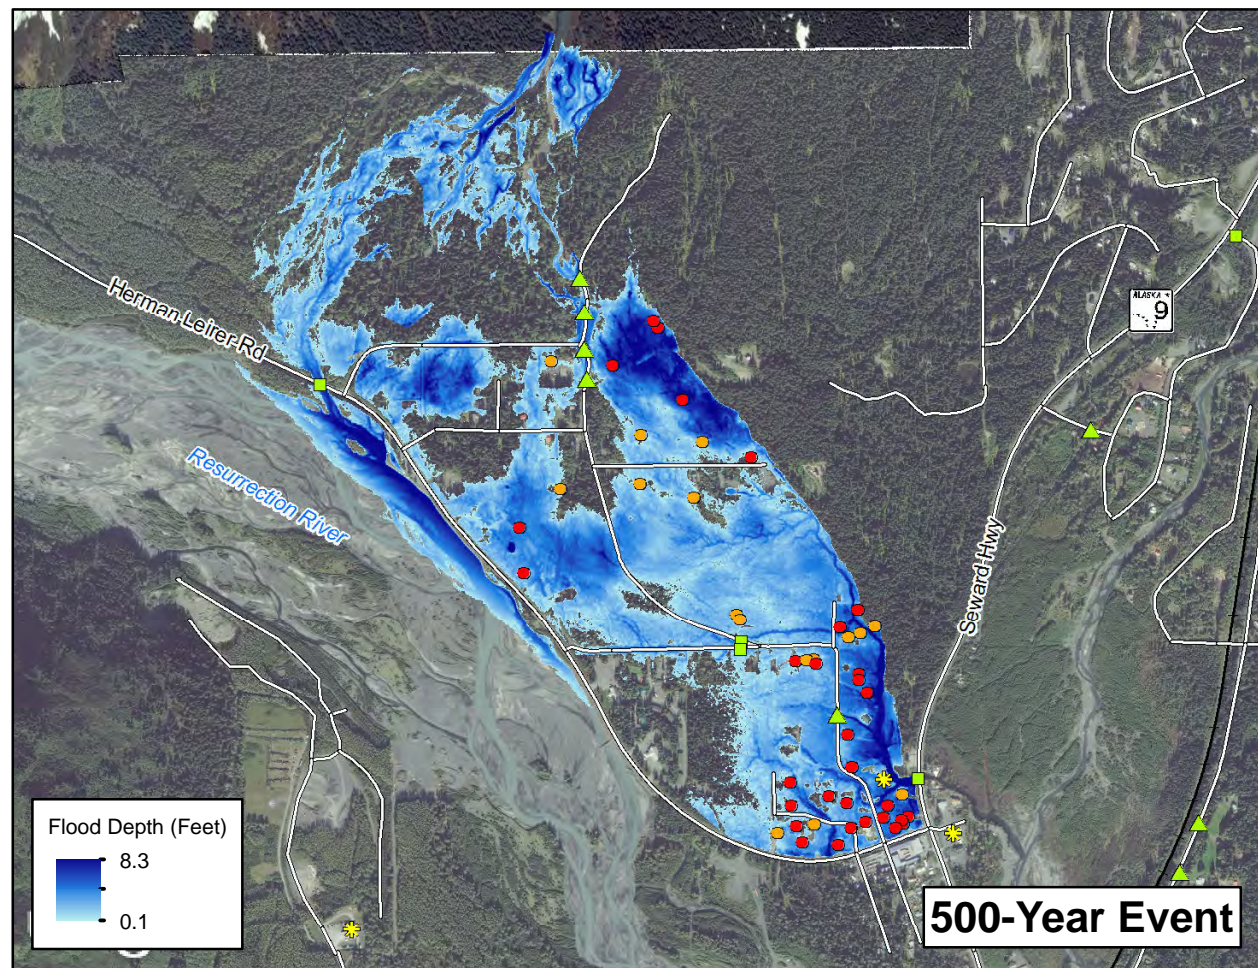 Herman Leirer Rd
ALASKA
9
Resurrection River
Seward Hwy
Flood Depth (Feet)
8.3
0.1
500-Year Event